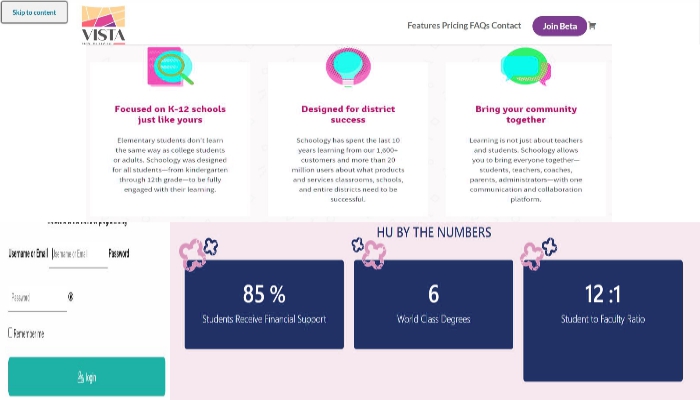 Skip to content
VISTA
Features Pricing FAQs Contact
Join Beta
Focused on K-12 schools
just like yours
Elementary students don't learn
the same way as college students
or adults. Schoology was designed
for all students—from kindergarten
through 12th grade—to be fully
engaged with their learning.
Designed for district
success
Schoology has spent the last 10
years learning from our 1,600+
customers and more than 20
million users about what products
and services classrooms, schools,
and entire districts need to be
successful.
Bring your community
together
Learning is not just about teachers
and students. Schoology allows
you to bring everyone together—
students, teachers, coaches,
parents, administrators—with one
communication and collaboration
platform.
Username or Email
Username or Email
Password
Password
Remember me
login
HU BY THE NUMBERS
85 %
Students Receive Financial Support
6
World Class Degrees
12 :1
Student to Faculty Ratio